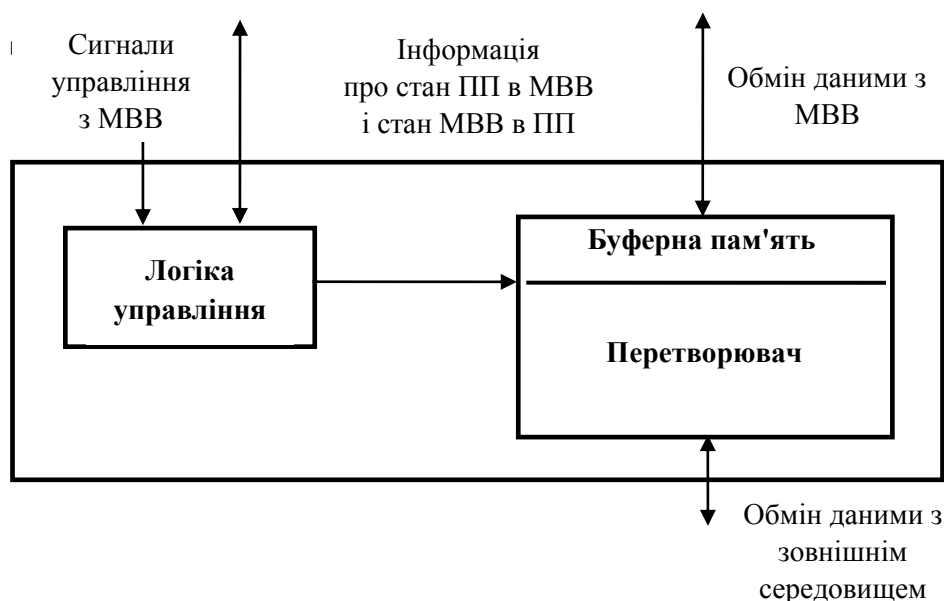 Сигнали
управління
з МВВ
Інформація
про стан ПП в МВВ
і стан МВВ в ПП
Обмін даними з
МВВ
Логіка
управління
Буферна пам'ять
Перетворювач
Обмін даними з
зовнішнім
середовищем